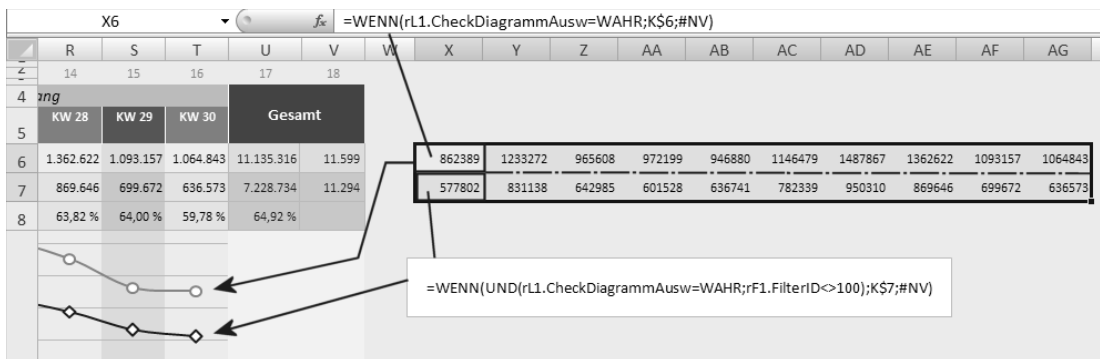 X6 fx =WENN(rL1.CheckDiagrammAusw=WAHR;K$6;#NV)
R S T U V W X Y Z AA AB AC AD AE AF AG
2 14 15 16 17 18
4 ang
5 KW 28 KW 29 KW 30 Gesamt
6 1.362.622 1.093.157 1.064.843 11.135.316 11.599 862389 1233272 965608 972199 946880 1146479 1487867 1362622 1093157 1064843
7 869.646 699.672 636.573 7.228.734 11.294 577802 831138 642985 601528 636741 782339 950310 869646 699672 636573
8 63,82 % 64,00 % 59,78 % 64,92 %
=WENN(UND(rL1.CheckDiagrammAusw=WAHR;rF1.FilterID<>100);K$7;#NV)